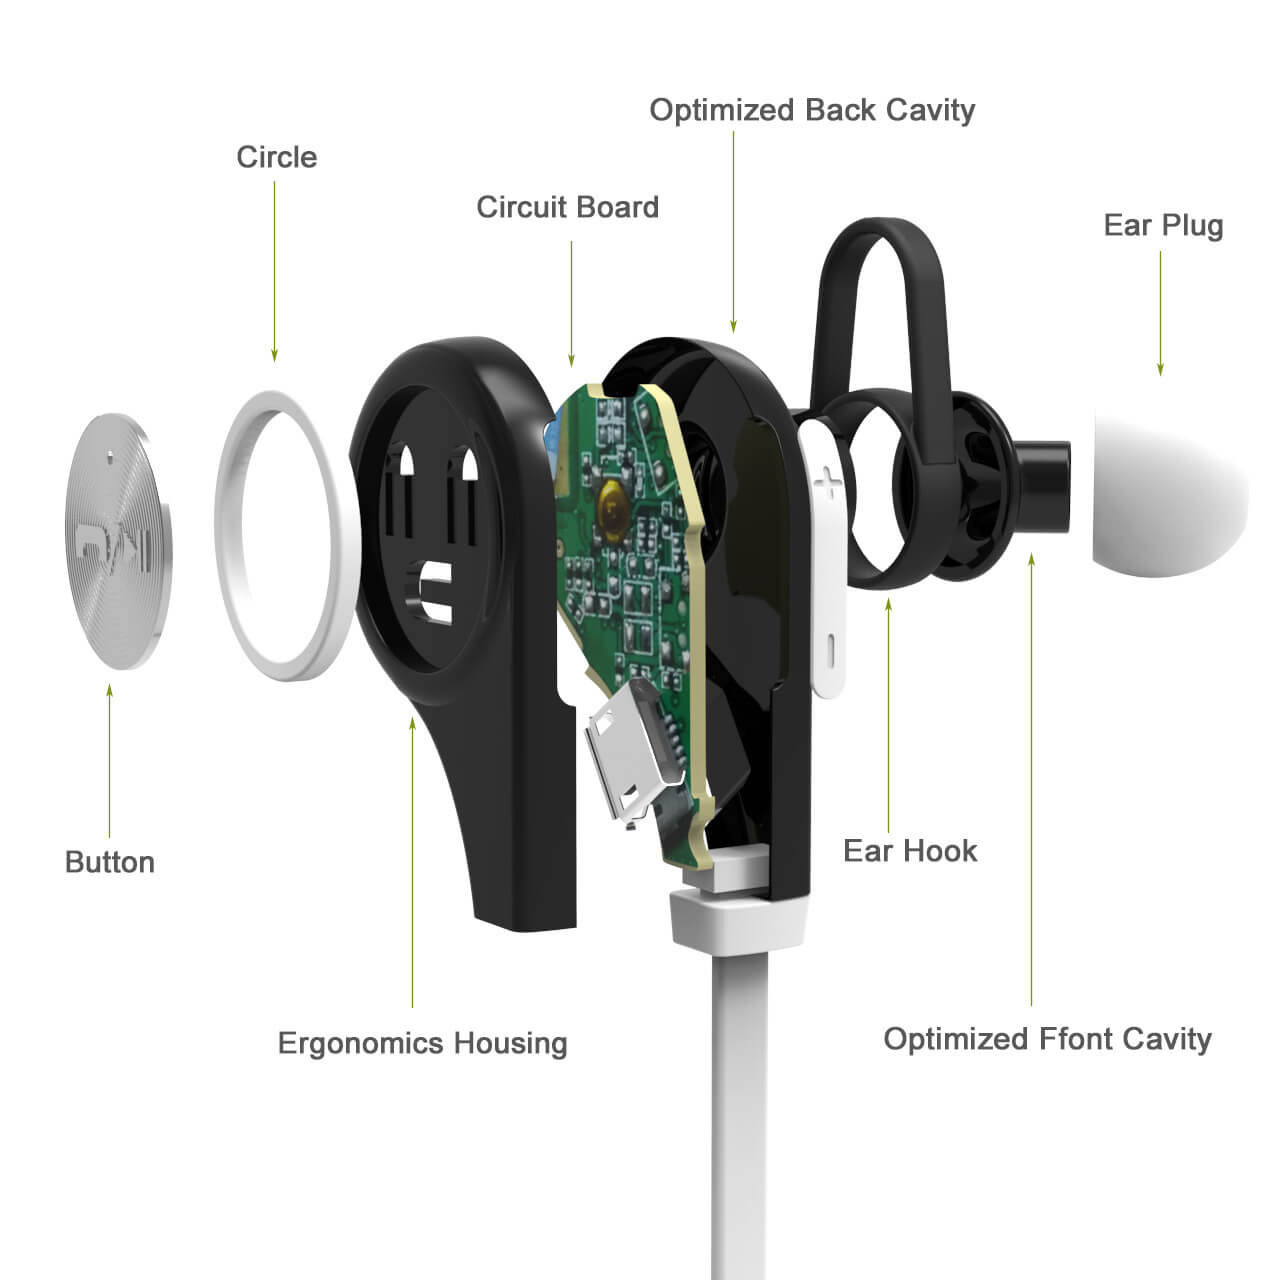 Optimized Back Cavity
Circle
Circuit Board
Ear Plug
Button
Ear Hook
Ergonomics Housing
Optimized Ffont Cavity